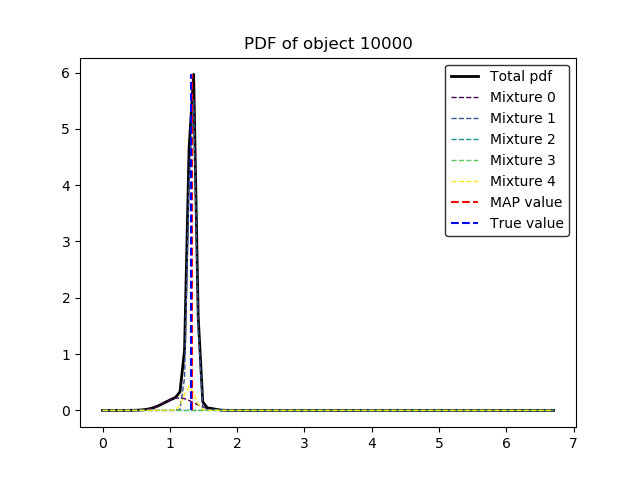 PDF of object 10000
Total pdf
Mixture 0
Mixture 1
Mixture 2
Mixture 3
Mixture 4
MAP value
True value
6
5
4
3
2
1
0
0 1 2 3 4 5 6 7